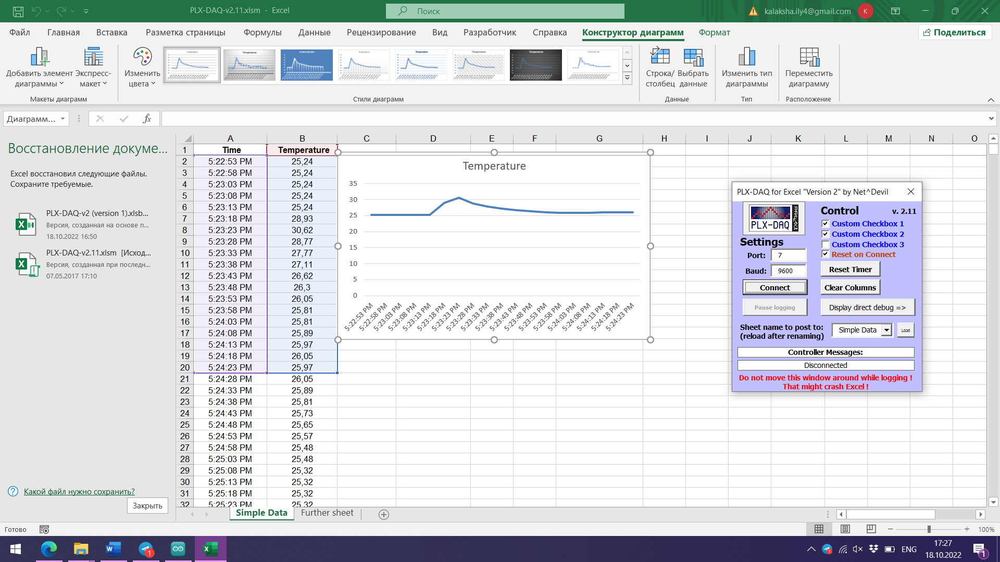 PLX-DAQ-v2.11.xlsm - Excel
Поиск
kalaksha.ily4@gmail.com
K
Файл Главная Вставка Разметка страницы Формулы Данные Рецензирование Вид Разработчик Справка Конструктор диаграмм Формат
Поделиться
Добавить элемент диаграммы
Экспресс-макет
Изменить цвета
Строка/столбец
Выбрать данные
Изменить тип диаграммы
Переместить диаграмму
Макеты диаграмм
Стили диаграмм
Данные
Тип
Расположение
Диаграмм...
fx
Восстановление докуме...
Excel восстановил следующие файлы.
Сохраните требуемые.
PLX-DAQ-v2 (version 1).xlsb...
Версия, созданная на основе п...
18.10.2022 16:50
PLX-DAQ-v2.11.xlsm [Исход...
Версия, созданная при последн...
07.05.2017 17:10
Какой файл нужно сохранить?
Закрыть
A B C D E F G H I J K L M N O
1 Time Temperature
2 5:22:53 PM 25,24
3 5:22:58 PM 25,24
4 5:23:03 PM 25,24
5 5:23:08 PM 25,24
6 5:23:13 PM 25,24
7 5:23:18 PM 28,93
8 5:23:23 PM 30,62
9 5:23:28 PM 28,77
10 5:23:33 PM 27,77
11 5:23:38 PM 27,11
12 5:23:43 PM 26,62
13 5:23:48 PM 26,3
14 5:23:53 PM 26,05
15 5:23:58 PM 25,81
16 5:24:03 PM 25,81
17 5:24:08 PM 25,89
18 5:24:13 PM 25,97
19 5:24:18 PM 26,05
20 5:24:23 PM 25,97
21 5:24:28 PM 26,05
22 5:24:33 PM 25,89
23 5:24:38 PM 25,81
24 5:24:43 PM 25,73
25 5:24:48 PM 25,65
26 5:24:53 PM 25,57
27 5:24:58 PM 25,48
28 5:25:03 PM 25,48
29 5:25:08 PM 25,32
30 5:25:13 PM 25,32
31 5:25:18 PM 25,32
32 5:25:23 PM 25,32
Temperature
35
30
25
20
15
10
5
0
5:22:53 PM
5:22:58 PM
5:23:03 PM
5:23:08 PM
5:23:13 PM
5:23:18 PM
5:23:23 PM
5:23:28 PM
5:23:33 PM
5:23:38 PM
5:23:43 PM
5:23:48 PM
5:23:53 PM
5:23:58 PM
5:24:03 PM
5:24:08 PM
5:24:13 PM
5:24:18 PM
5:24:23 PM
PLX-DAQ for Excel "Version 2" by Net^Devil
PLX-DAQ
PARALLAX
Control v. 2.11
Custom Checkbox 1
Custom Checkbox 2
Custom Checkbox 3
Reset on Connect
Settings
Port: 7
Baud: 9600
Reset Timer
Connect
Clear Columns
Pause logging
Display direct debug =>
Sheet name to post to:
(reload after renaming)
Simple Data
Load
Controller Messages:
Disconnected
Do not move this window around while logging !
That might crash Excel !
Simple Data
Further sheet
Готово
100%
1
ENG
17:27
18.10.2022
1